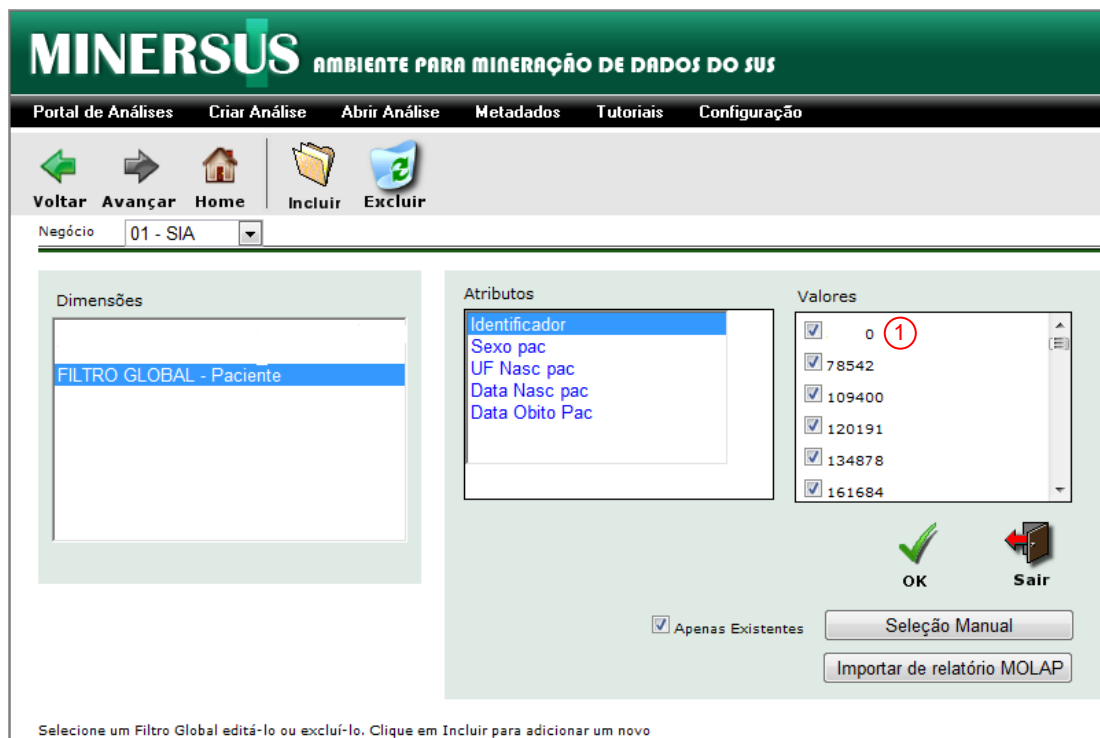 MINERSUS AMBIENTE PARA MINERAÇÃO DE DADOS DO SUS
Portal de Análises Criar Análise Abrir Análise Metadados Tutoriais Configuração
Voltar Avançar Home Incluir Excluir
Negócio 01 - SIA
Dimensões
FILTRO GLOBAL - Paciente
Atributos
Identificador
Sexo pac
UF Nasc pac
Data Nasc pac
Data Obito Pac
Valores
0 1
78542
109400
120191
134878
161684
OK Sair
Apenas Existentes Seleção Manual
Importar de relatório MOLAP
Selecione um Filtro Global editá-lo ou excluí-lo. Clique em Incluir para adicionar um novo